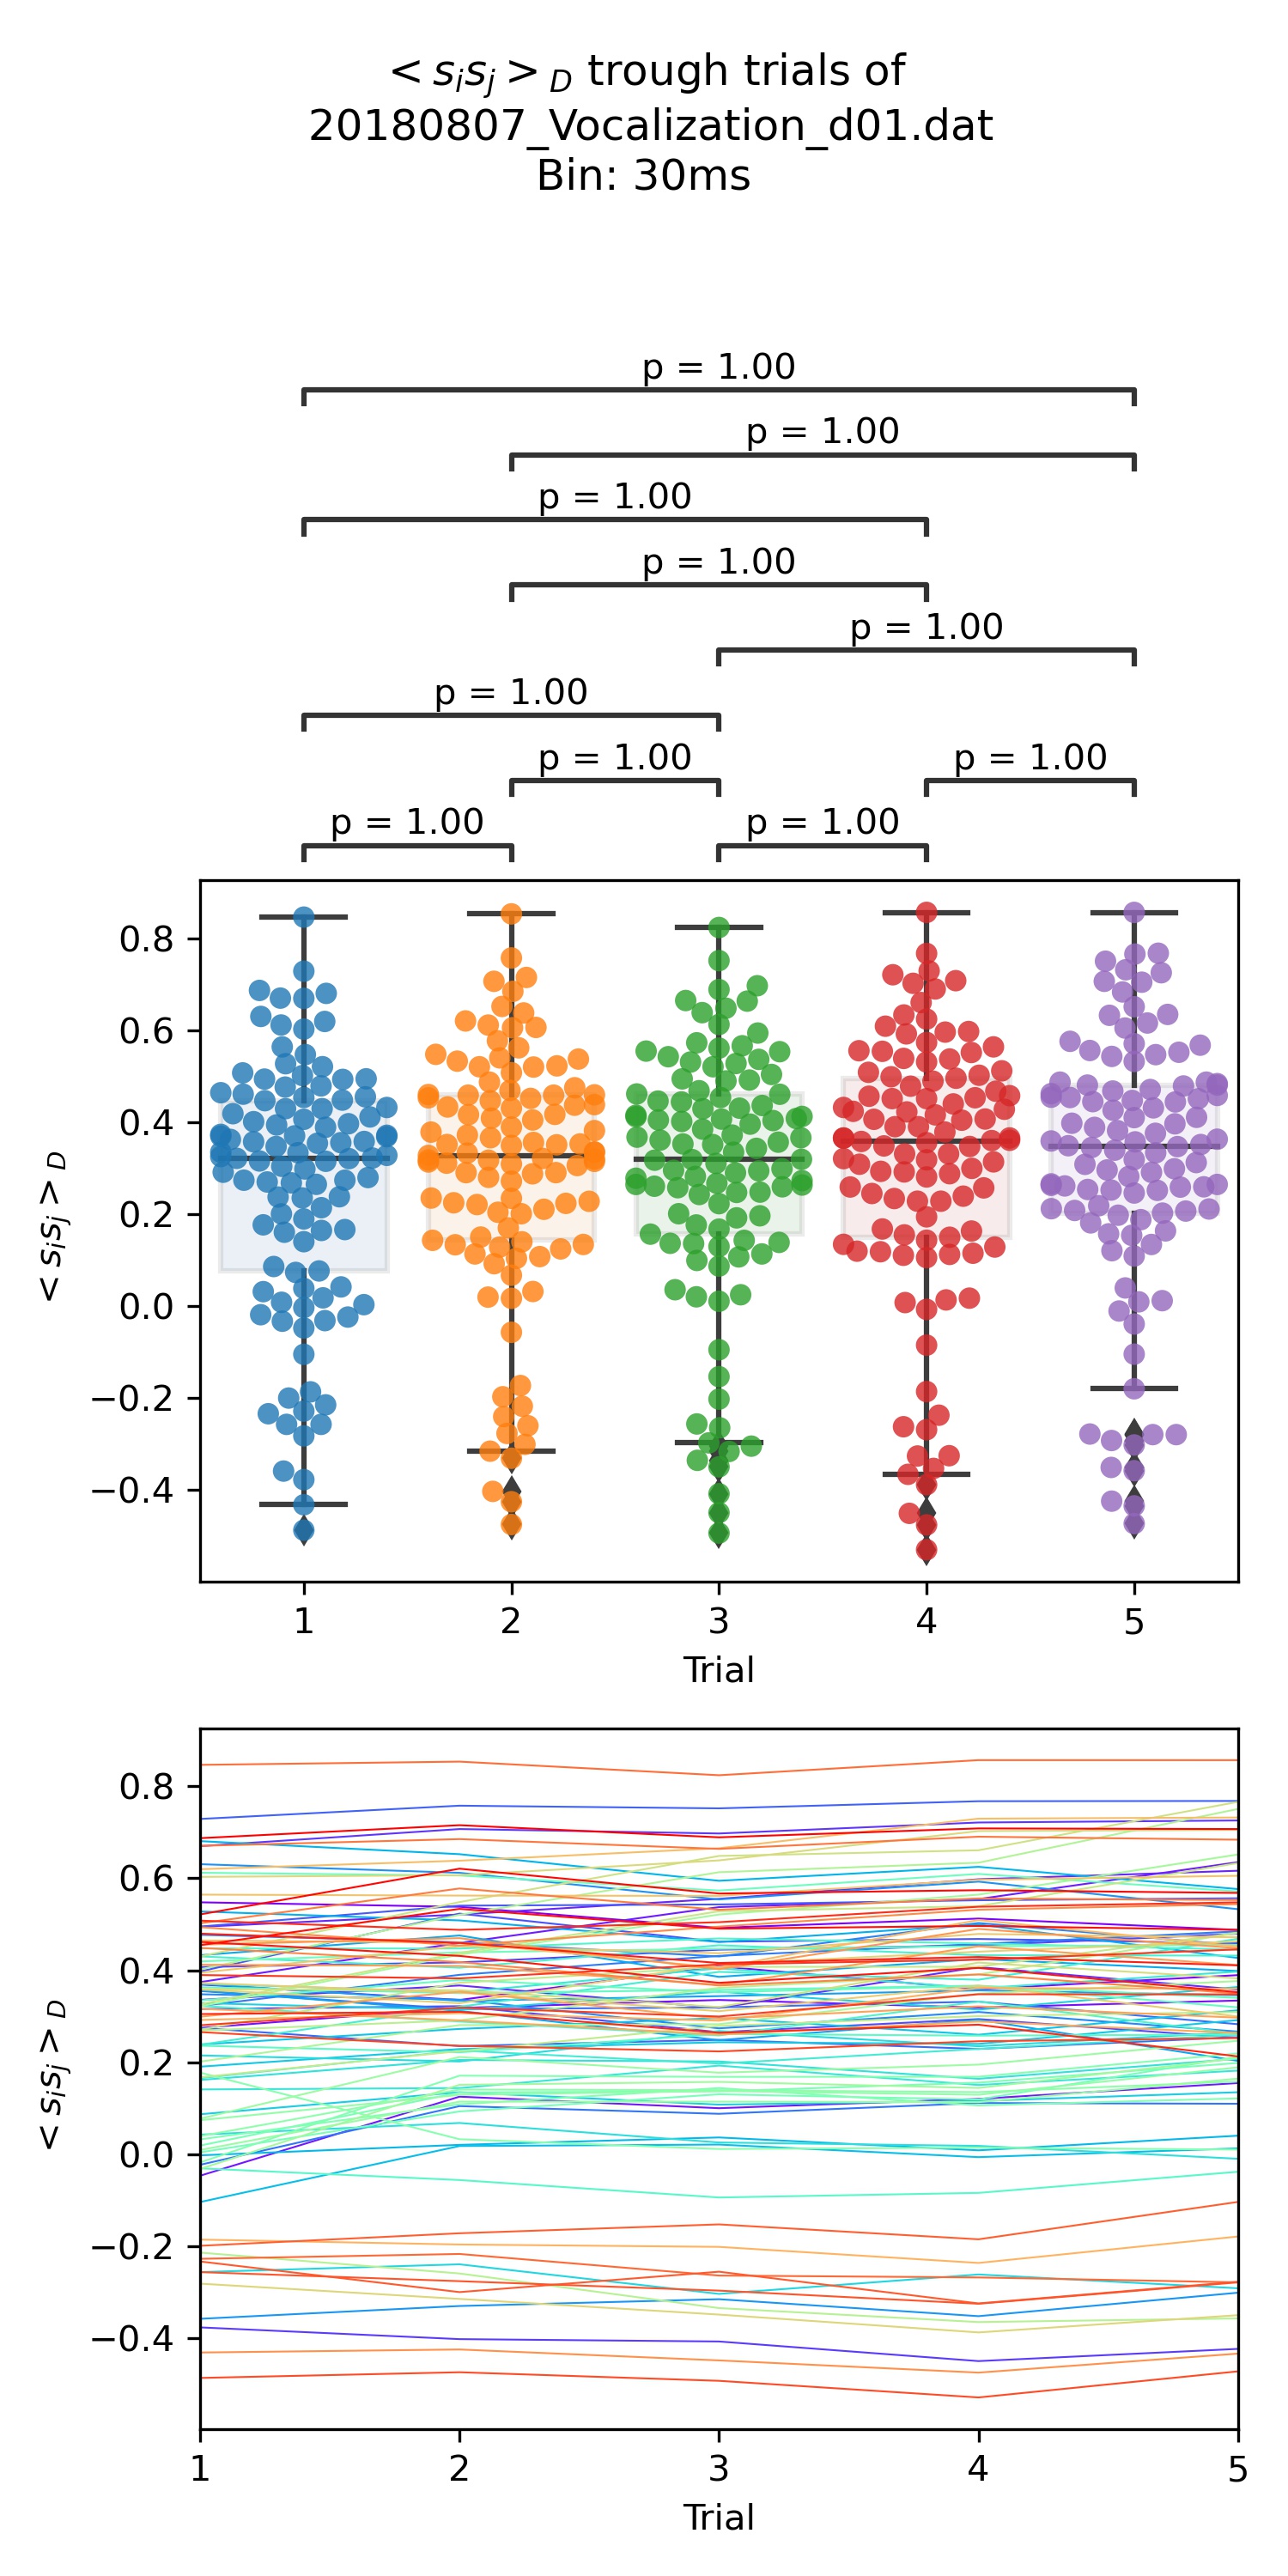 < s_i s_j >_D trough trials of
20180807_Vocalization_d01.dat
Bin: 30ms
p = 1.00
p = 1.00
p = 1.00
p = 1.00
p = 1.00
p = 1.00
p = 1.00 p = 1.00
p = 1.00 p = 1.00
< s_i s_j >_D
0.8
0.6
0.4
0.2
0.0
−0.2
−0.4
1 2 3 4 5
Trial
< s_i s_j >_D
0.8
0.6
0.4
0.2
0.0
−0.2
−0.4
1 2 3 4 5
Trial